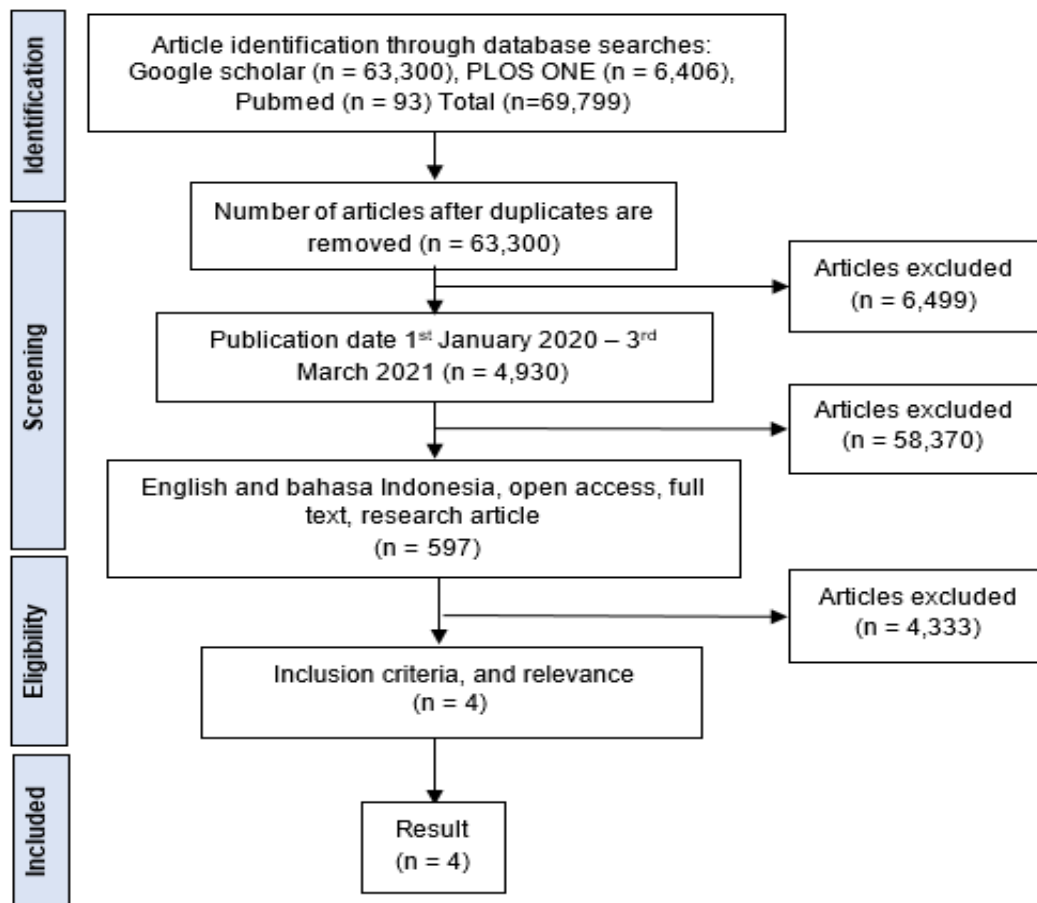 Identification
Article identification through database searches:
Google scholar (n = 63,300), PLOS ONE (n = 6,406),
Pubmed (n = 93) Total (n=69,799)
Screening
Number of articles after duplicates are
removed (n = 63,300)
Articles excluded
(n = 6,499)
Publication date 1st January 2020 – 3rd
March 2021 (n = 4,930)
Articles excluded
(n = 58,370)
English and bahasa Indonesia, open access, full
text, research article
(n = 597)
Eligibility
Articles excluded
(n = 4,333)
Inclusion criteria, and relevance
(n = 4)
Included
Result
(n = 4)